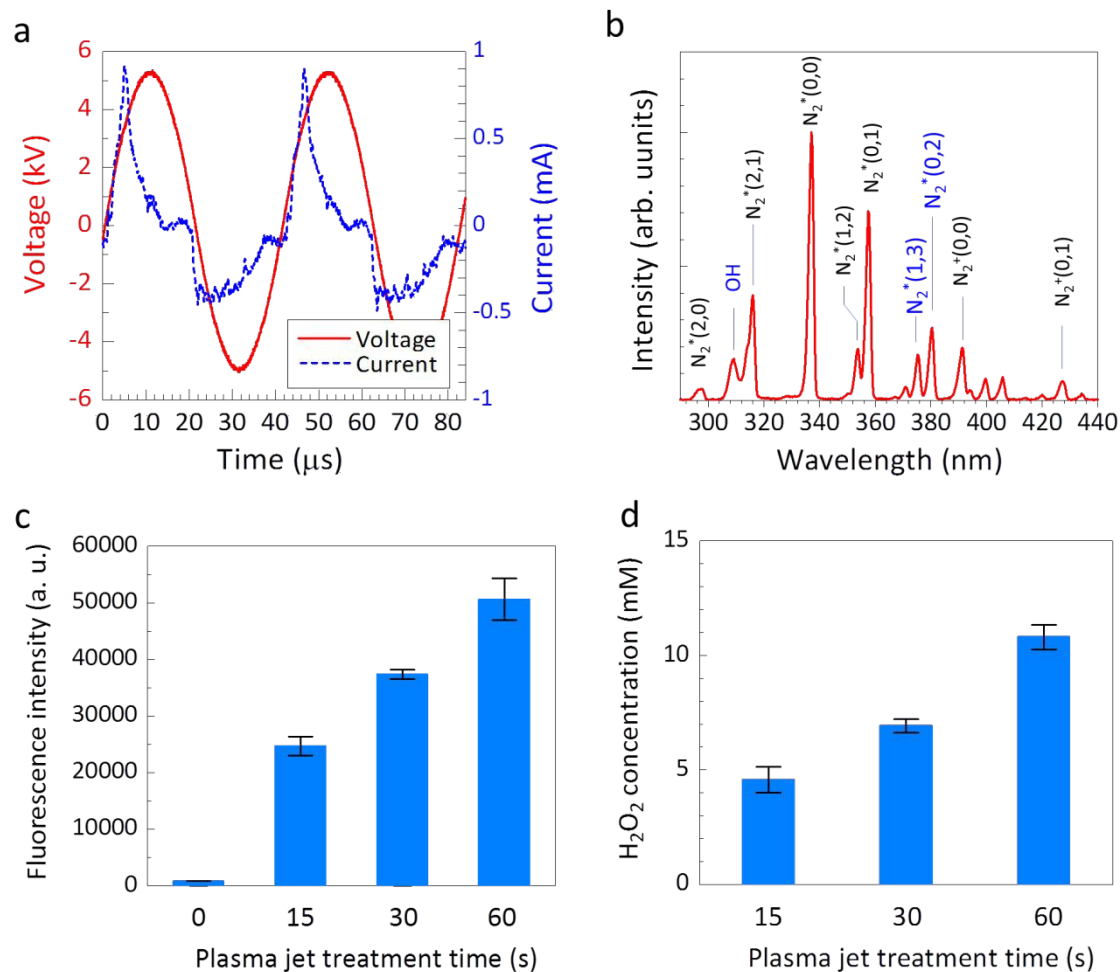 a
6
4
2
0
-2
-4
-6
Voltage (kV)
1
0.5
0
-0.5
-1
Current (mA)
Voltage
Current
0 10 20 30 40 50 60 70 80
Time (μs)
b
Intensity (arb. uunits)
N₂*(2,0)
OH
N₂*(2,1)
N₂*(0,0)
N₂*(1,2)
N₂*(0,1)
N₂*(1,3)
N₂*(0,2)
N₂⁺(0,0)
N₂⁺(0,1)
300 320 340 360 380 400 420 440
Wavelength (nm)
c
60000
50000
40000
30000
20000
10000
0
Fluorescence intensity (a. u.)
0 15 30 60
Plasma jet treatment time (s)
d
15
10
5
0
H₂O₂ concentration (mM)
15 30 60
Plasma jet treatment time (s)